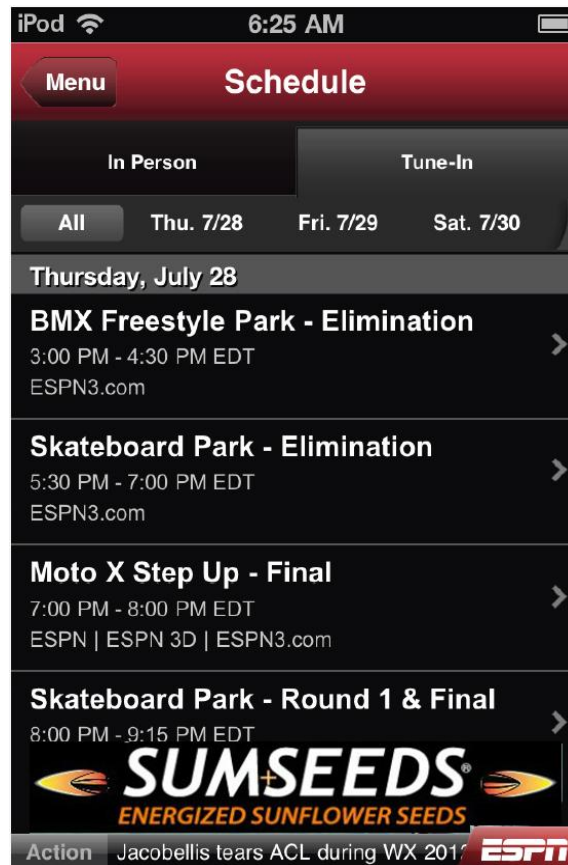 iPod 6:25 AM
Menu Schedule
In Person Tune-In
All Thu. 7/28 Fri. 7/29 Sat. 7/30
Thursday, July 28
BMX Freestyle Park - Elimination
3:00 PM - 4:30 PM EDT
ESPN3.com
Skateboard Park - Elimination
5:30 PM - 7:00 PM EDT
ESPN3.com
Moto X Step Up - Final
7:00 PM - 8:00 PM EDT
ESPN | ESPN 3D | ESPN3.com
Skateboard Park - Round 1 & Final
8:00 PM - 9:15 PM EDT
SUMSEEDS®
ENERGIZED SUNFLOWER SEEDS
Action Jacobellis tears ACL during WX ESPN